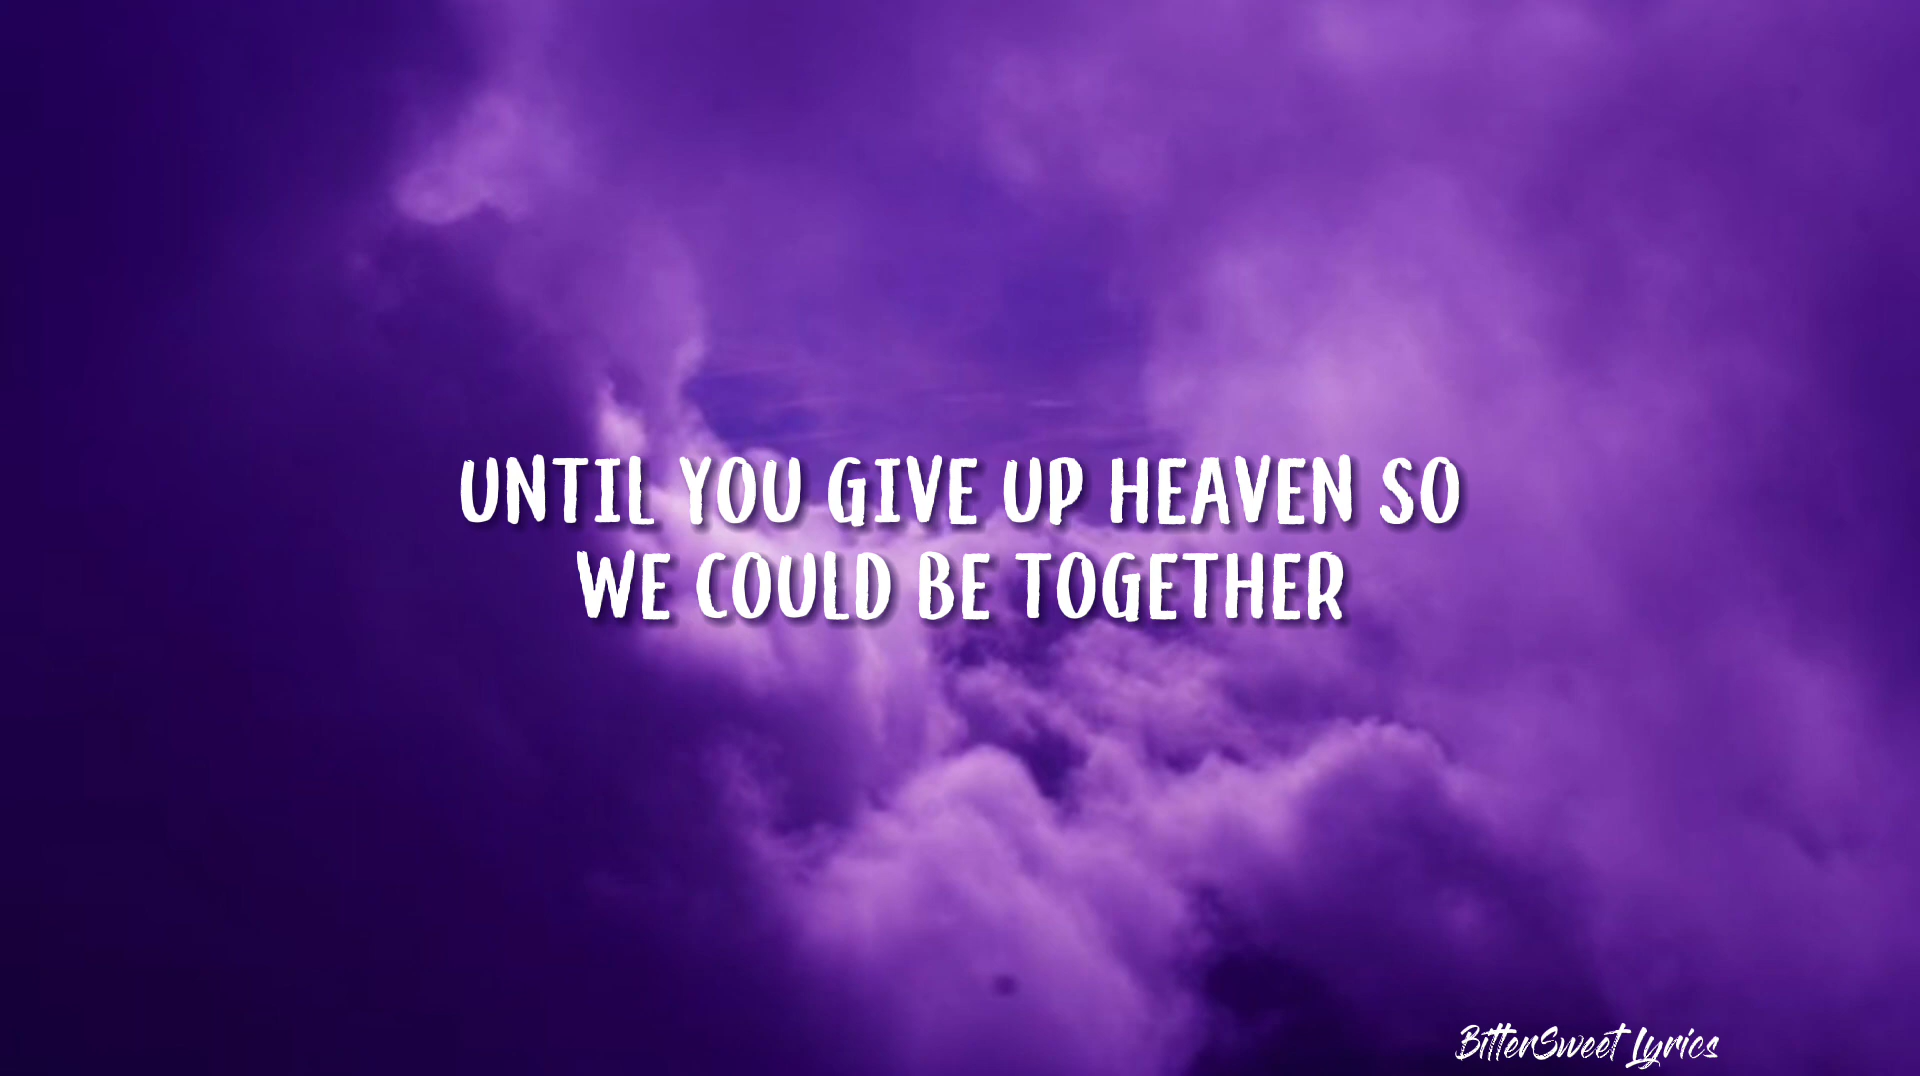 UNTIL YOU GIVE UP HEAVEN SO
WE COULD BE TOGETHER
BitterSweet Lyrics